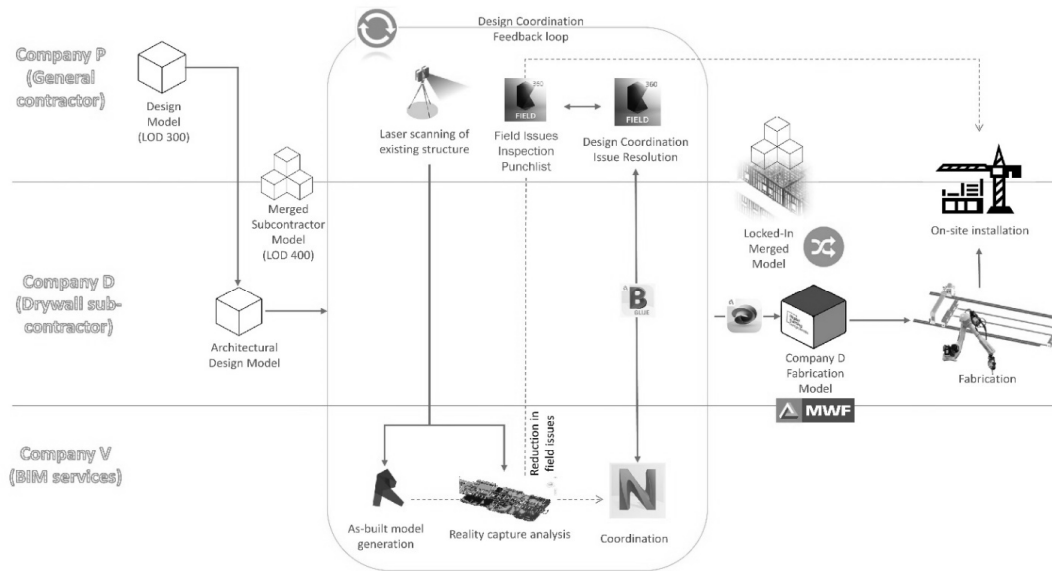 Design Coordination
Feedback loop
Company P
(General
contractor)
Design
Model
(LOD 300)
Laser scanning of
existing structure
360
FIELD
Field Issues
Inspection
Punchlist
360
FIELD
Design Coordination
Issue Resolution
Merged
Subcontractor
Model
(LOD 400)
Locked-In
Merged
Model
On-site installation
Company D
(Drywall sub-
contractor)
Architectural
Design Model
B
BLUE
Company D
Fabrication
Model
Fabrication
MWF
Company V
(BIM services)
Reduction in
field issues
As-built model
generation
Reality capture analysis
N
Coordination